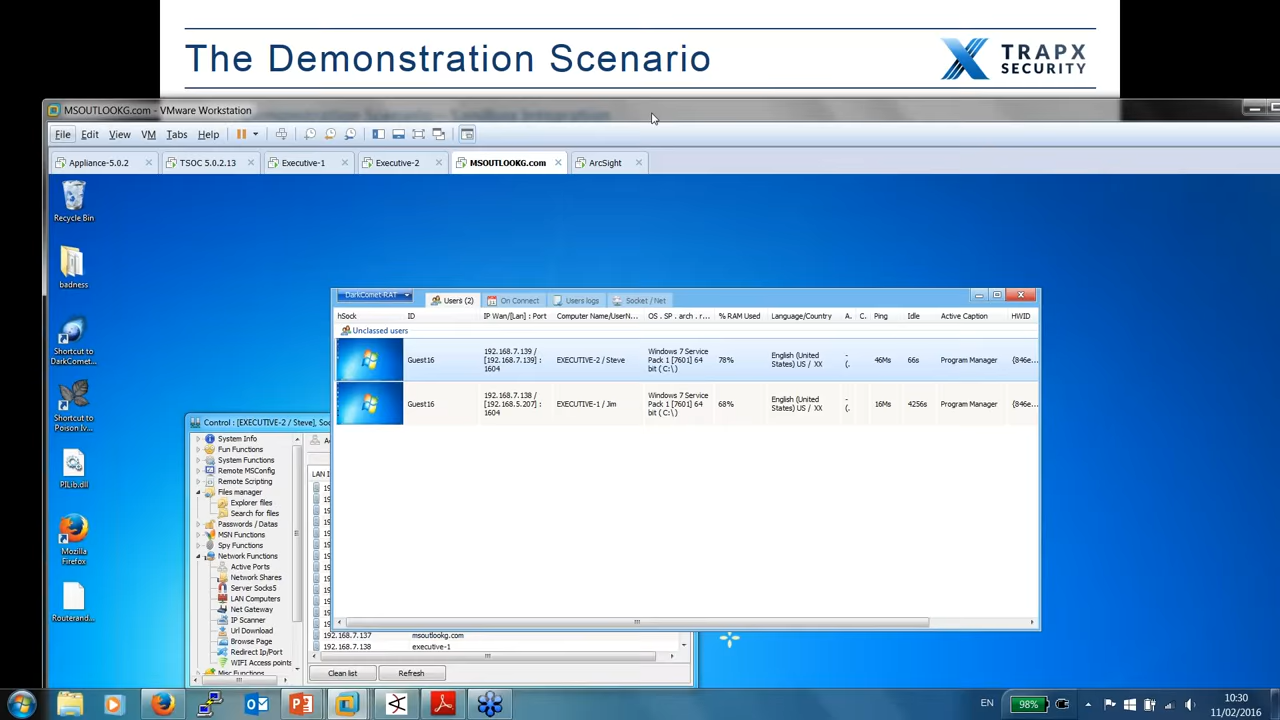 The Demonstration Scenario
TRAPX
SECURITY
MSOUTLOOKG.com - VMware Workstation
File Edit View VM Tabs Help
Appliance-5.0.2 TSOC 5.0.2.13 Executive-1 Executive-2 MSOUTLOOKG.com ArcSight
Recycle Bin
badness
Shortcut to
DarkComet...
Shortcut to
Poison Iv...
PILib.dll
Mozilla
Firefox
Routerand...
DarkComet-RAT Users (2) On Connect Users logs Socket / Net
hSock ID IP Wan/[Lan] : Port Computer Name/UserN... OS . SP . arch . r... % RAM Used Language/Country A. C. Ping Idle Active Caption HWID
Unclassed users
Guest16
192.168.7.139 /
[192.168.7.139] :
1604
EXECUTIVE-2 / Steve
Windows 7 Service
Pack 1 [7601] 64
bit ( C:\ )
78%
English (United
States) US / XX
-
(.
46Ms 66s Program Manager {846e...
Guest16
192.168.7.138 /
[192.168.5.207] :
1604
EXECUTIVE-1 / Jim
Windows 7 Service
Pack 1 [7601] 64
bit ( C:\ )
68%
English (United
States) US / XX
-
(.
16Ms 4256s Program Manager {846e...
Control : [EXECUTIVE-2 / Steve], Soc
System Info
Fun Functions
System Functions
Remote MSConfig
Remote Scripting
Files manager
Explorer files
Search for files
Passwords / Datas
MSN Functions
Spy Functions
Network Functions
Active Ports
Network Shares
Server Socks5
LAN Computers
Net Gateway
IP Scanner
Url Download
Browse Page
Redirect Ip/Port
WIFI Access points
Misc Functions
LAN I
192.168.7.137 msoutlookg.com
192.168.7.138 executive-1
Clean list Refresh
EN 98% 10:30
11/02/2016